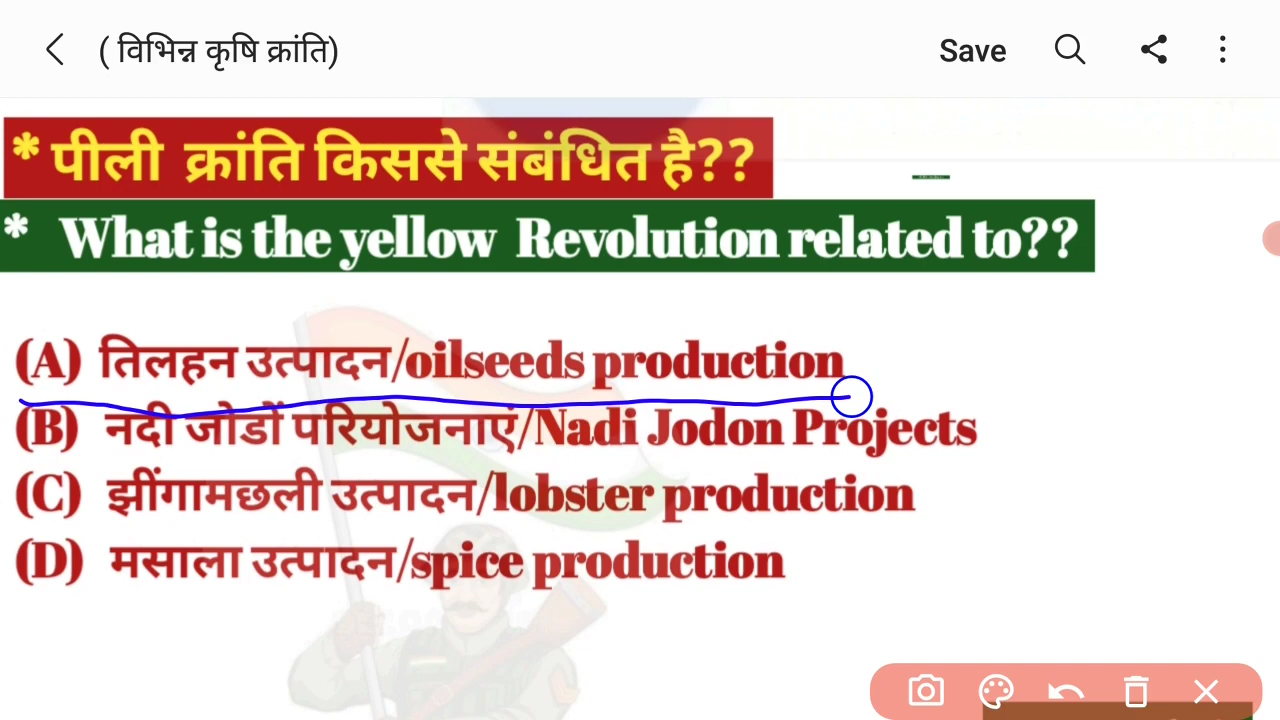 ( विभिन्न कृषि क्रांति)
Save
* पीली क्रांति किससे संबंधित है??
* What is the yellow Revolution related to??
(A) तिलहन उत्पादन/oilseeds production
(B) नदी जोडों परियोजनाएं/Nadi Jodon Projects
(C) झींगामछली उत्पादन/lobster production
(D) मसाला उत्पादन/spice production